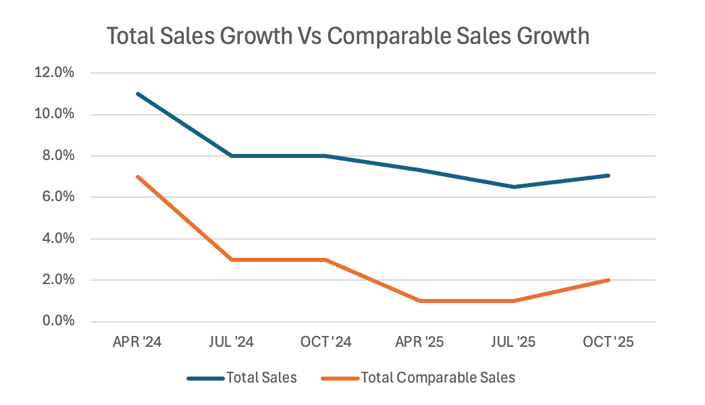 Total Sales Growth Vs Comparable Sales Growth
12.0%
10.0%
8.0%
6.0%
4.0%
2.0%
0.0%
APR '24 JUL '24 OCT '24 APR '25 JUL '25 OCT '25
Total Sales Total Comparable Sales